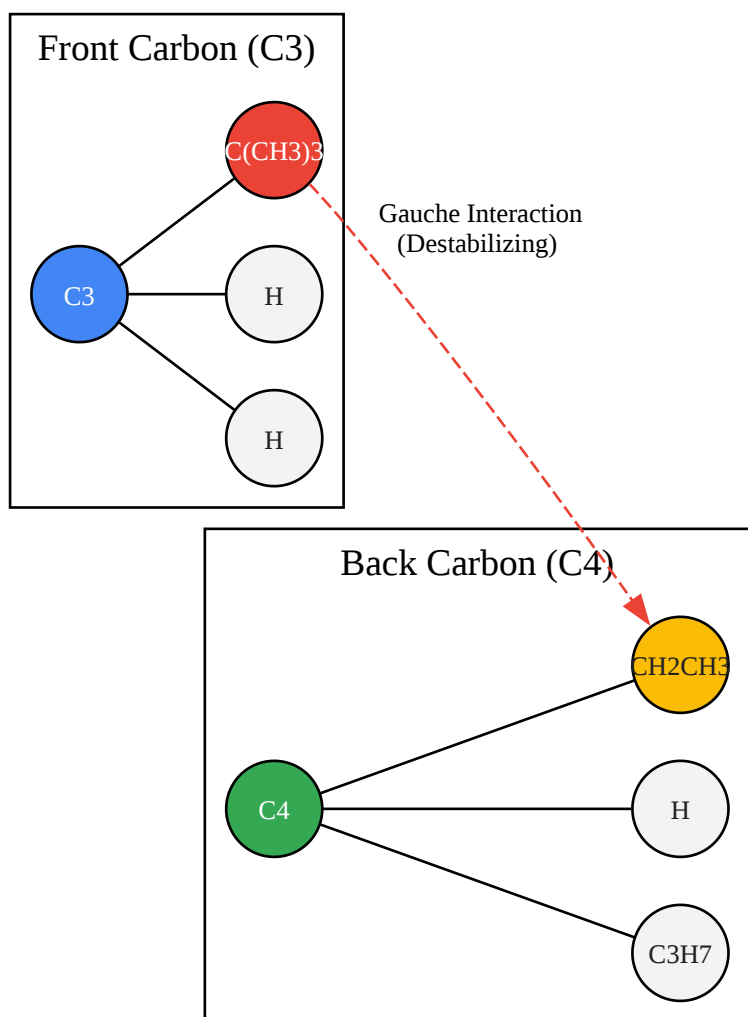 Front Carbon (C3)
C(CH3)3
C3
H
H
Gauche Interaction
(Destabilizing)
Back Carbon (C4)
CH2CH3
C4
H
C3H7